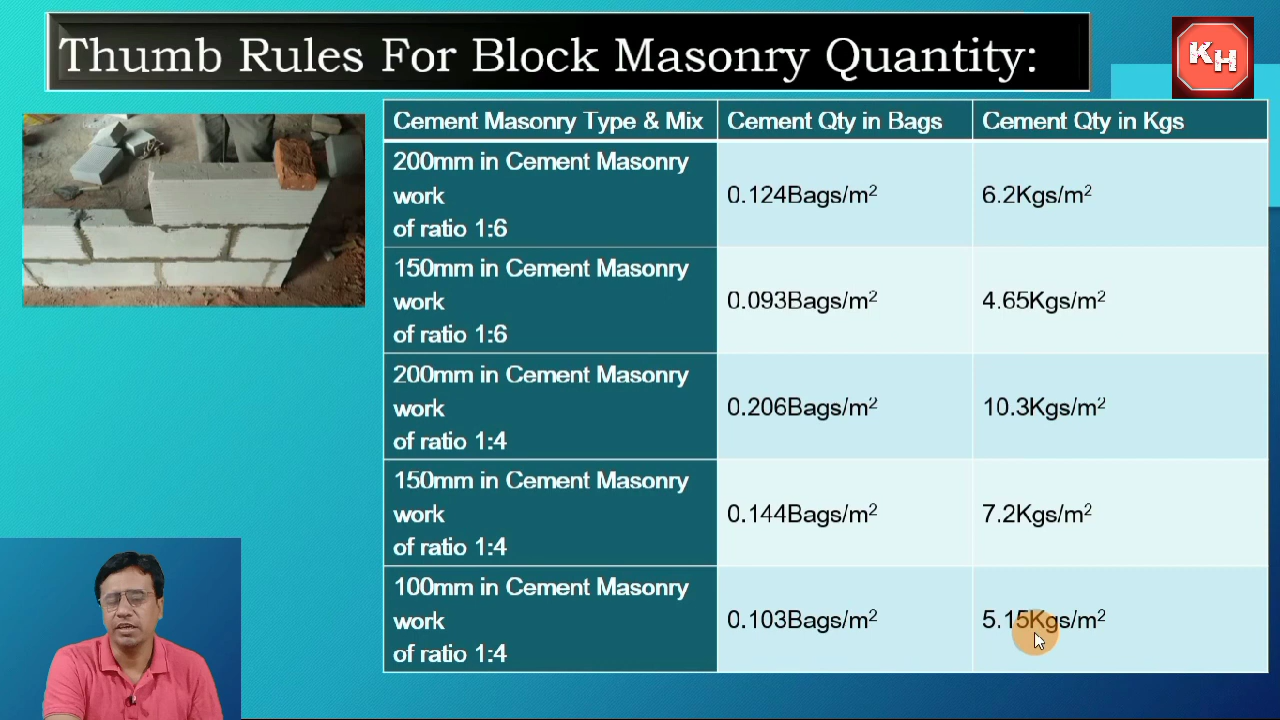 Thumb Rules For Block Masonry Quantity:
KH
Cement Masonry Type & Mix
Cement Qty in Bags
Cement Qty in Kgs
200mm in Cement Masonry
work
of ratio 1:6
0.124Bags/m²
6.2Kgs/m²
150mm in Cement Masonry
work
of ratio 1:6
0.093Bags/m²
4.65Kgs/m²
200mm in Cement Masonry
work
of ratio 1:4
0.206Bags/m²
10.3Kgs/m²
150mm in Cement Masonry
work
of ratio 1:4
0.144Bags/m²
7.2Kgs/m²
100mm in Cement Masonry
work
of ratio 1:4
0.103Bags/m²
5.15Kgs/m²